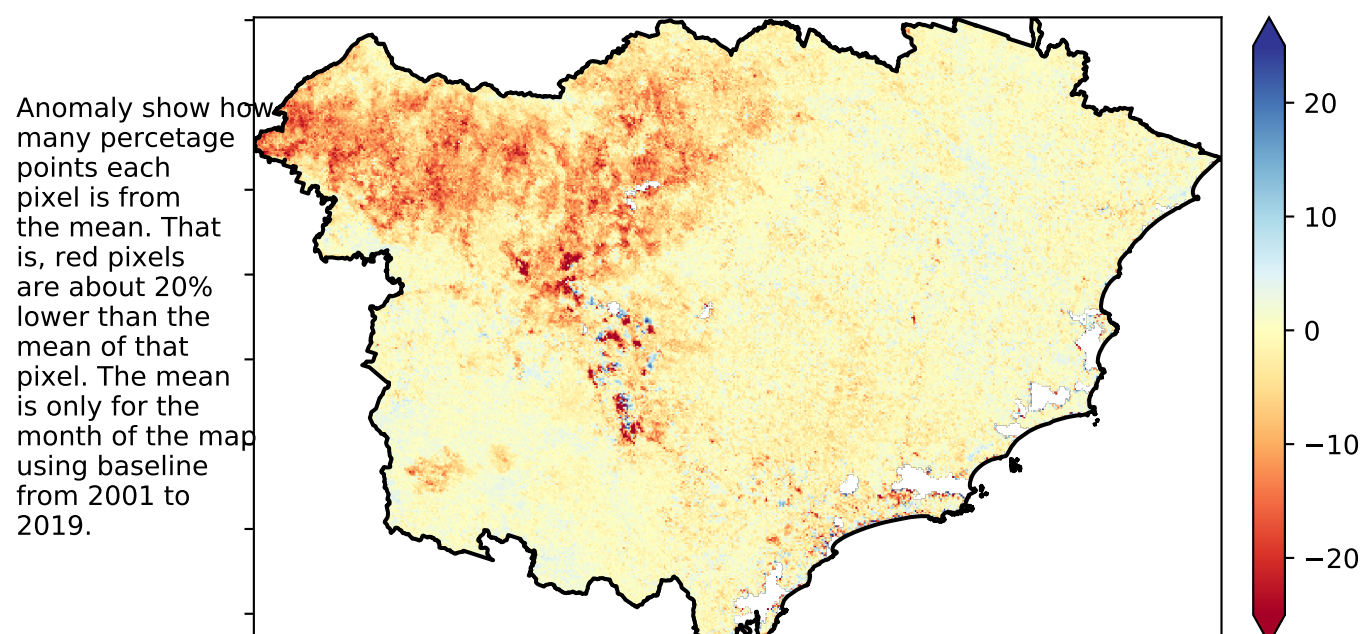 Anomaly show how
many percetage
points each
pixel is from
the mean. That
is, red pixels
are about 20%
lower than the
mean of that
pixel. The mean
is only for the
month of the map
using baseline
from 2001 to
2019.
20
10
0
−10
−20